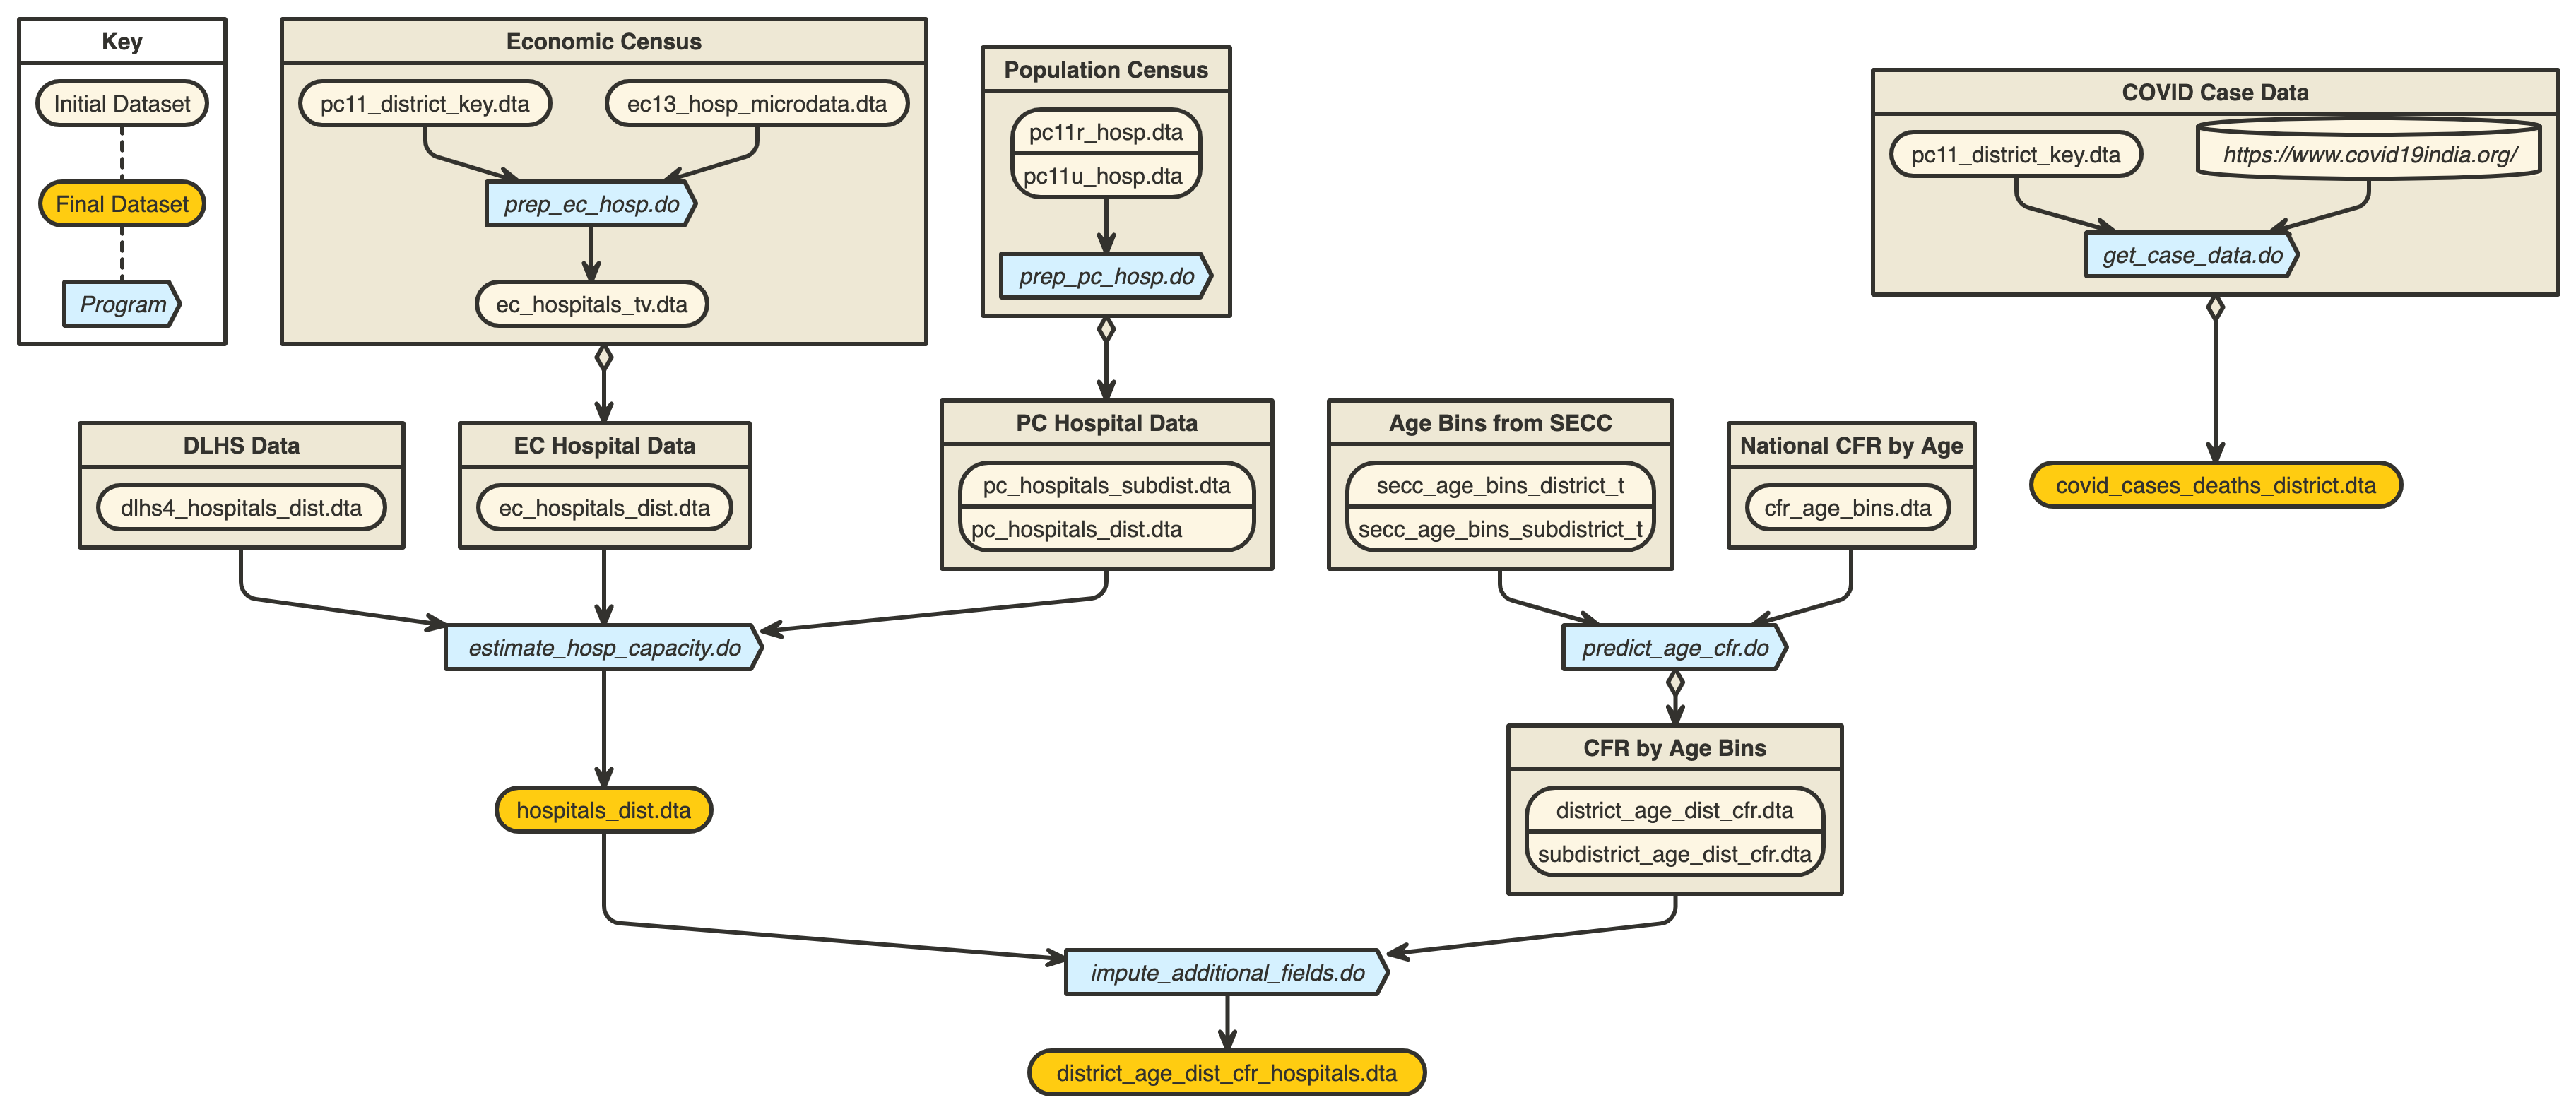 Key
Initial Dataset
Final Dataset
Program
Economic Census
pc11_district_key.dta
ec13_hosp_microdata.dta
prep_ec_hosp.do
ec_hospitals_tv.dta
Population Census
pc11r_hosp.dta
pc11u_hosp.dta
prep_pc_hosp.do
COVID Case Data
pc11_district_key.dta
https://www.covid19india.org/
get_case_data.do
DLHS Data
dlhs4_hospitals_dist.dta
EC Hospital Data
ec_hospitals_dist.dta
PC Hospital Data
pc_hospitals_subdist.dta
pc_hospitals_dist.dta
Age Bins from SECC
secc_age_bins_district_t
secc_age_bins_subdistrict_t
National CFR by Age
cfr_age_bins.dta
covid_cases_deaths_district.dta
estimate_hosp_capacity.do
predict_age_cfr.do
hospitals_dist.dta
CFR by Age Bins
district_age_dist_cfr.dta
subdistrict_age_dist_cfr.dta
impute_additional_fields.do
district_age_dist_cfr_hospitals.dta